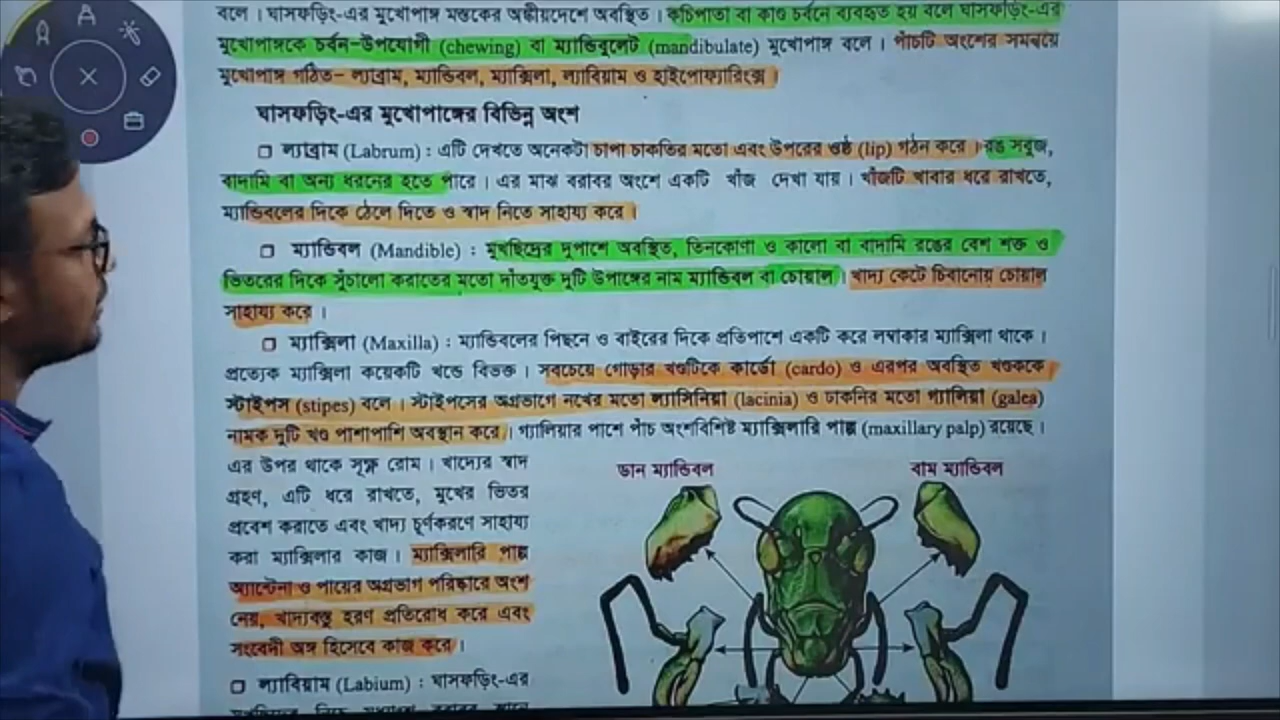 বলে । ঘাসফড়িং-এর মুখোপাঙ্গ মস্তকের অঙ্কীয়দেশে অবস্থিত । কচিপাতা বা কাণ্ড চর্বনে ব্যবহৃত হয় বলে ঘাসফড়িং-এর
মুখোপাঙ্গকে চর্বন-উপযোগী (chewing) বা ম্যান্ডিবুলেট (mandibulate) মুখোপাঙ্গ বলে । পাঁচটি অংশের সমন্বয়ে
মুখোপাঙ্গ গঠিত– ল্যাব্রাম, ম্যান্ডিবল, ম্যাক্সিলা, ল্যাবিয়াম ও হাইপোফ্যারিংক্স ।
ঘাসফড়িং-এর মুখোপাঙ্গের বিভিন্ন অংশ
❑ ল্যাব্রাম (Labrum) : এটি দেখতে অনেকটা চাপা চাকতির মতো এবং উপরের ওষ্ঠ (lip) গঠন করে । রঙ সবুজ,
বাদামি বা অন্য ধরনের হতে পারে । এর মাঝ বরাবর অংশে একটি খাঁজ দেখা যায় । খাঁজটি খাবার ধরে রাখতে,
ম্যান্ডিবলের দিকে ঠেলে দিতে ও স্বাদ নিতে সাহায্য করে ।
❑ ম্যান্ডিবল (Mandible) : মুখছিদ্রের দুপাশে অবস্থিত, তিনকোণা ও কালো বা বাদামি রঙের বেশ শক্ত ও
ভিতরের দিকে সুঁচালো করাতের মতো দাঁতযুক্ত দুটি উপাঙ্গের নাম ম্যান্ডিবল বা চোয়াল । খাদ্য কেটে চিবানোয় চোয়াল
সাহায্য করে ।
❑ ম্যাক্সিলা (Maxilla) : ম্যান্ডিবলের পিছনে ও বাইরের দিকে প্রতিপাশে একটি করে লম্বাকার ম্যাক্সিলা থাকে ।
প্রত্যেক ম্যাক্সিলা কয়েকটি খন্ডে বিভক্ত । সবচেয়ে গোড়ার খণ্ডটিকে কার্ডো (cardo) ও এরপর অবস্থিত খণ্ডককে
স্টাইপস (stipes) বলে । স্টাইপসের অগ্রভাগে নখের মতো ল্যাসিনিয়া (lacinia) ও ঢাকনির মতো গ্যালিয়া (galea)
নামক দুটি খণ্ড পাশাপাশি অবস্থান করে । গ্যালিয়ার পাশে পাঁচ অংশবিশিষ্ট ম্যাক্সিলারি পাল্প (maxillary palp) রয়েছে ।
এর উপর থাকে সূক্ষ্ম রোম । খাদ্যের স্বাদ
গ্রহণ, এটি ধরে রাখতে, মুখের ভিতর
প্রবেশ করাতে এবং খাদ্য চূর্ণকরণে সাহায্য
করা ম্যাক্সিলার কাজ । ম্যাক্সিলারি পাল্প
অ্যান্টেনা ও পায়ের অগ্রভাগ পরিষ্কারে অংশ
নেয়, খাদ্যবস্তু হরণ প্রতিরোধ করে এবং
সংবেদী অঙ্গ হিসেবে কাজ করে ।
❑ ল্যাবিয়াম (Labium) : ঘাসফড়িং-এর
ডান ম্যান্ডিবল
বাম ম্যান্ডিবল